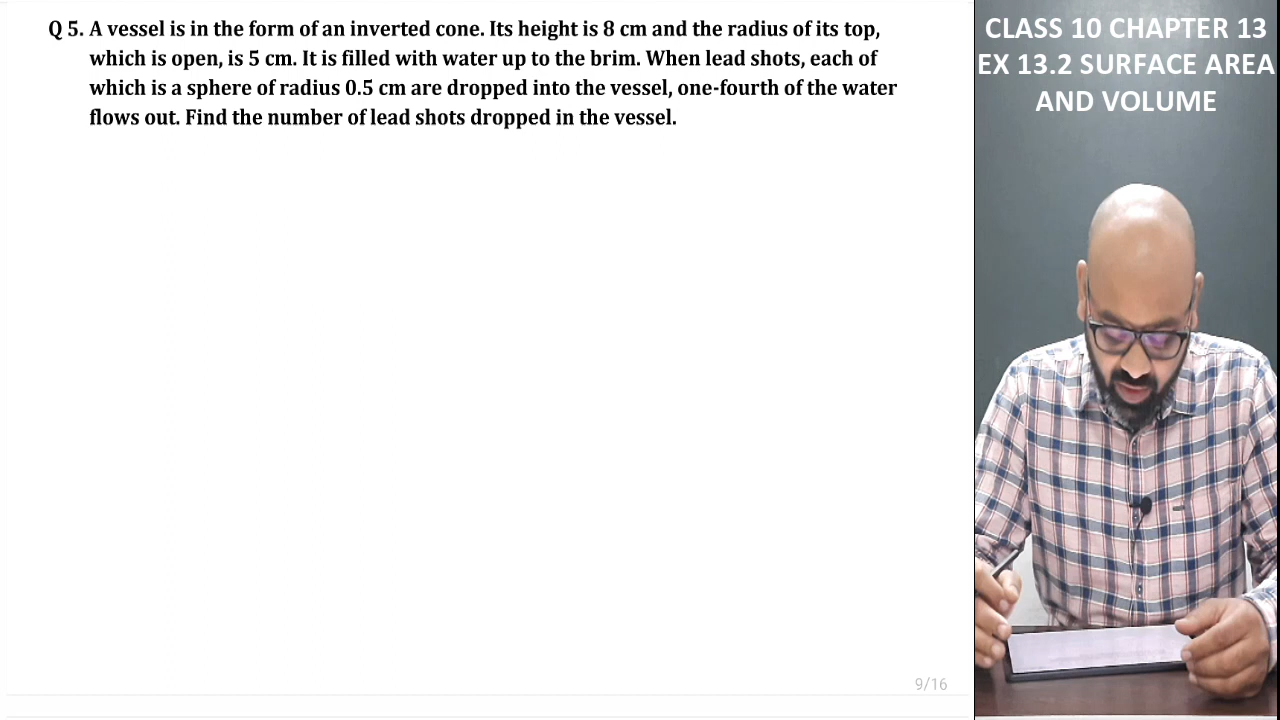 Q 5. A vessel is in the form of an inverted cone. Its height is 8 cm and the radius of its top,
which is open, is 5 cm. It is filled with water up to the brim. When lead shots, each of
which is a sphere of radius 0.5 cm are dropped into the vessel, one-fourth of the water
flows out. Find the number of lead shots dropped in the vessel.
9/16
CLASS 10 CHAPTER 13
EX 13.2 SURFACE AREA
AND VOLUME